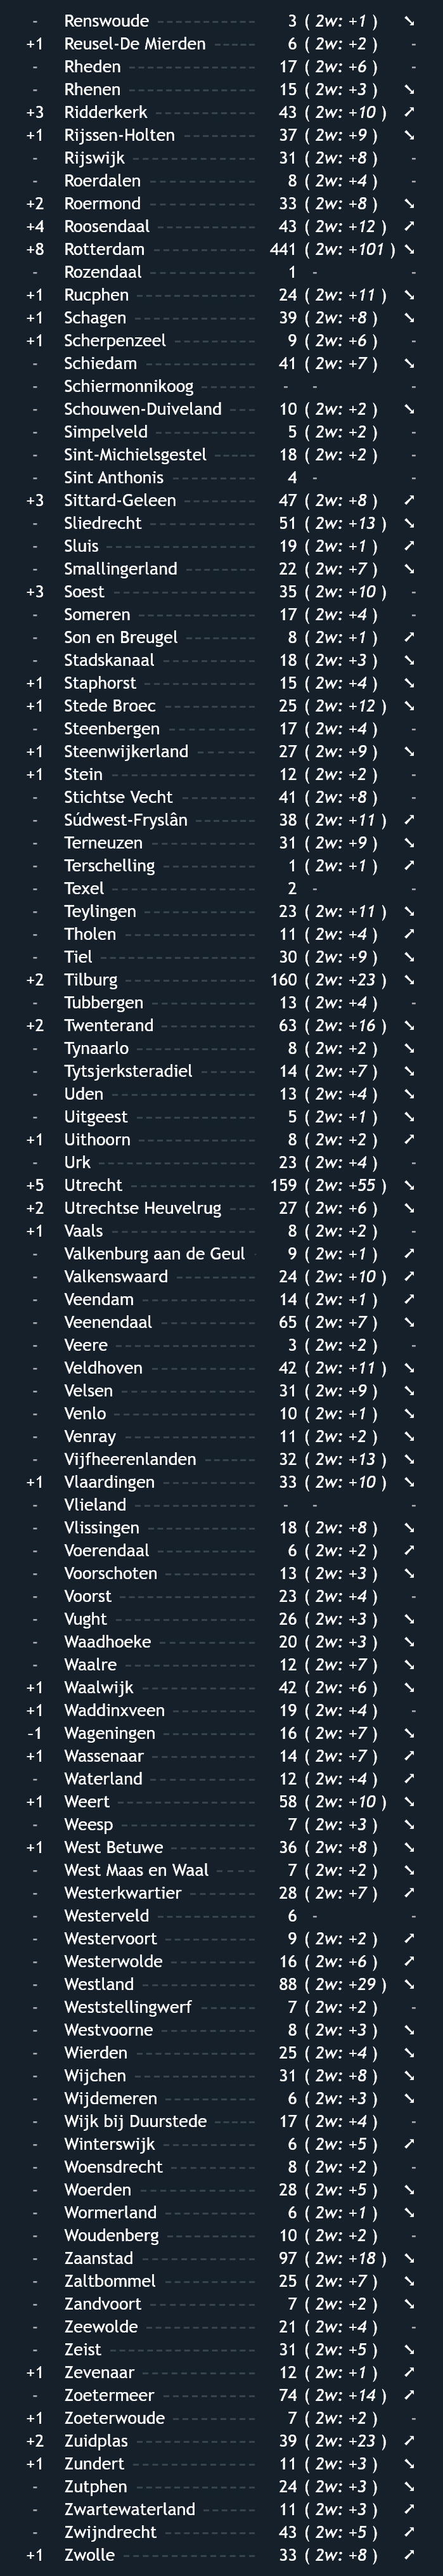 - Renswoude 3 ( 2w: +1 ) ➘
+1 Reusel-De Mierden 6 ( 2w: +2 ) -
- Rheden 17 ( 2w: +6 ) -
- Rhenen 15 ( 2w: +3 ) ➘
+3 Ridderkerk 43 ( 2w: +10 ) ➚
+1 Rijssen-Holten 37 ( 2w: +9 ) ➘
- Rijswijk 31 ( 2w: +8 ) -
- Roerdalen 8 ( 2w: +4 ) -
+2 Roermond 33 ( 2w: +8 ) ➘
+4 Roosendaal 43 ( 2w: +12 ) ➚
+8 Rotterdam 441 ( 2w: +101 ) ➘
- Rozendaal 1 - -
+1 Rucphen 24 ( 2w: +11 ) ➘
+1 Schagen 39 ( 2w: +8 ) ➘
+1 Scherpenzeel 9 ( 2w: +6 ) -
- Schiedam 41 ( 2w: +7 ) ➘
- Schiermonnikoog - - -
- Schouwen-Duiveland 10 ( 2w: +2 ) ➘
- Simpelveld 5 ( 2w: +2 ) -
- Sint-Michielsgestel 18 ( 2w: +2 ) -
- Sint Anthonis 4 - -
+3 Sittard-Geleen 47 ( 2w: +8 ) ➚
- Sliedrecht 51 ( 2w: +13 ) ➘
- Sluis 19 ( 2w: +1 ) ➚
- Smallingerland 22 ( 2w: +7 ) ➘
+3 Soest 35 ( 2w: +10 ) -
- Someren 17 ( 2w: +4 ) -
- Son en Breugel 8 ( 2w: +1 ) ➚
- Stadskanaal 18 ( 2w: +3 ) ➘
+1 Staphorst 15 ( 2w: +4 ) ➘
+1 Stede Broec 25 ( 2w: +12 ) ➘
- Steenbergen 17 ( 2w: +4 ) -
+1 Steenwijkerland 27 ( 2w: +9 ) ➘
+1 Stein 12 ( 2w: +2 ) -
- Stichtse Vecht 41 ( 2w: +8 ) -
- Súdwest-Fryslân 38 ( 2w: +11 ) ➚
- Terneuzen 31 ( 2w: +9 ) ➘
- Terschelling 1 ( 2w: +1 ) ➚
- Texel 2 - -
- Teylingen 23 ( 2w: +11 ) ➘
- Tholen 11 ( 2w: +4 ) ➚
- Tiel 30 ( 2w: +9 ) ➘
+2 Tilburg 160 ( 2w: +23 ) ➘
- Tubbergen 13 ( 2w: +4 ) -
+2 Twenterand 63 ( 2w: +16 ) ➘
- Tynaarlo 8 ( 2w: +2 ) ➘
- Tytsjerksteradiel 14 ( 2w: +7 ) ➘
- Uden 13 ( 2w: +4 ) ➘
- Uitgeest 5 ( 2w: +1 ) ➘
+1 Uithoorn 8 ( 2w: +2 ) ➚
- Urk 23 ( 2w: +4 ) -
+5 Utrecht 159 ( 2w: +55 ) ➘
+2 Utrechtse Heuvelrug 27 ( 2w: +6 ) ➘
+1 Vaals 8 ( 2w: +2 ) -
- Valkenburg aan de Geul 9 ( 2w: +1 ) ➚
- Valkenswaard 24 ( 2w: +10 ) ➚
- Veendam 14 ( 2w: +1 ) ➚
- Veenendaal 65 ( 2w: +7 ) ➘
- Veere 3 ( 2w: +2 ) -
- Veldhoven 42 ( 2w: +11 ) ➘
- Velsen 31 ( 2w: +9 ) ➘
- Venlo 10 ( 2w: +1 ) ➘
- Venray 11 ( 2w: +2 ) ➘
- Vijfheerenlanden 32 ( 2w: +13 ) ➘
+1 Vlaardingen 33 ( 2w: +10 ) ➘
- Vlieland - - -
- Vlissingen 18 ( 2w: +8 ) ➘
- Voerendaal 6 ( 2w: +2 ) ➚
- Voorschoten 13 ( 2w: +3 ) ➘
- Voorst 23 ( 2w: +4 ) -
- Vught 26 ( 2w: +3 ) ➘
- Waadhoeke 20 ( 2w: +3 ) ➘
- Waalre 12 ( 2w: +7 ) ➘
+1 Waalwijk 42 ( 2w: +6 ) ➘
+1 Waddinxveen 19 ( 2w: +4 ) -
-1 Wageningen 16 ( 2w: +7 ) ➘
+1 Wassenaar 14 ( 2w: +7 ) ➚
- Waterland 12 ( 2w: +4 ) ➚
+1 Weert 58 ( 2w: +10 ) ➘
- Weesp 7 ( 2w: +3 ) ➘
+1 West Betuwe 36 ( 2w: +8 ) ➘
- West Maas en Waal 7 ( 2w: +2 ) ➘
- Westerkwartier 28 ( 2w: +7 ) ➚
- Westerveld 6 - -
- Westervoort 9 ( 2w: +2 ) ➚
- Westerwolde 16 ( 2w: +6 ) ➚
- Westland 88 ( 2w: +29 ) ➘
- Weststellingwerf 7 ( 2w: +2 ) -
- Westvoorne 8 ( 2w: +3 ) ➘
- Wierden 25 ( 2w: +4 ) ➘
- Wijchen 31 ( 2w: +8 ) ➘
- Wijdemeren 6 ( 2w: +3 ) ➘
- Wijk bij Duurstede 17 ( 2w: +4 ) -
- Winterswijk 6 ( 2w: +5 ) ➚
- Woensdrecht 8 ( 2w: +2 ) -
- Woerden 28 ( 2w: +5 ) ➘
- Wormerland 6 ( 2w: +1 ) ➘
- Woudenberg 10 ( 2w: +2 ) -
- Zaanstad 97 ( 2w: +18 ) ➘
- Zaltbommel 25 ( 2w: +7 ) ➘
- Zandvoort 7 ( 2w: +2 ) ➘
- Zeewolde 21 ( 2w: +4 ) -
- Zeist 31 ( 2w: +5 ) ➘
+1 Zevenaar 12 ( 2w: +1 ) ➚
- Zoetermeer 74 ( 2w: +14 ) ➚
+1 Zoeterwoude 7 ( 2w: +2 ) -
+2 Zuidplas 39 ( 2w: +23 ) ➚
+1 Zundert 11 ( 2w: +3 ) ➘
- Zutphen 24 ( 2w: +3 ) ➘
- Zwartewaterland 11 ( 2w: +3 ) ➚
- Zwijndrecht 43 ( 2w: +5 ) ➚
+1 Zwolle 33 ( 2w: +8 ) ➚